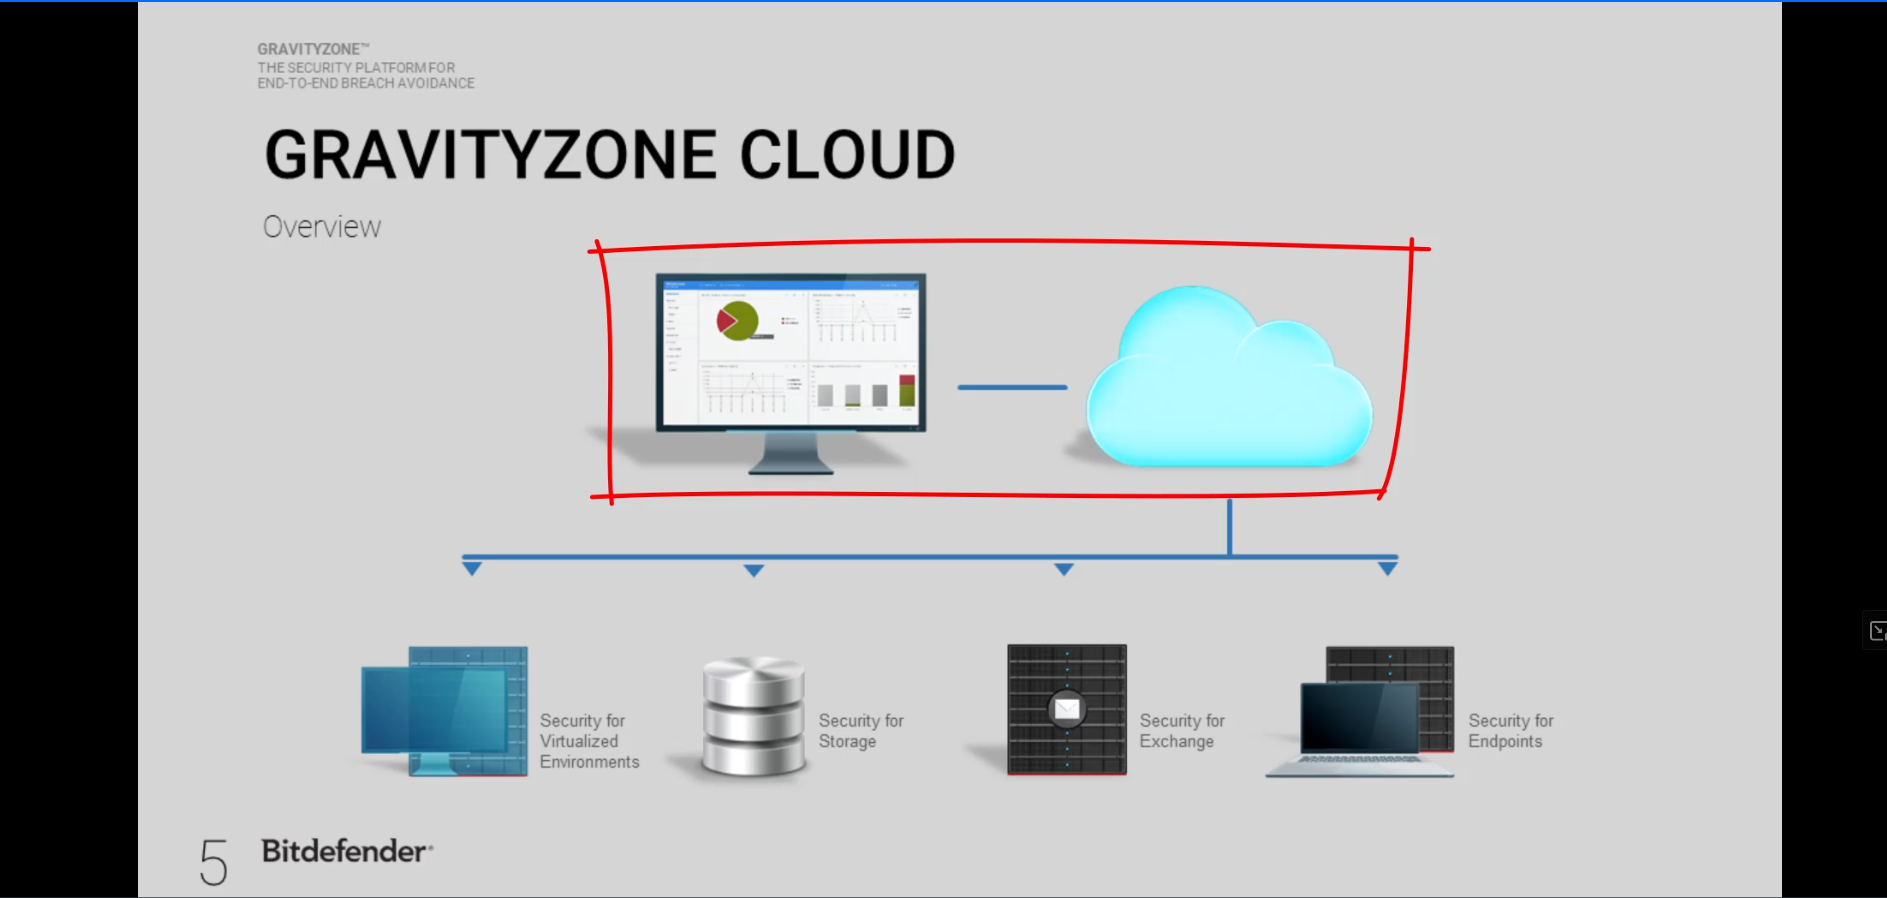 GRAVITYZONE™
THE SECURITY PLATFORM FOR
END-TO-END BREACH AVOIDANCE
GRAVITYZONE CLOUD
Overview
Security for
Virtualized
Environments
Security for
Storage
Security for
Exchange
Security for
Endpoints
5
Bitdefender®